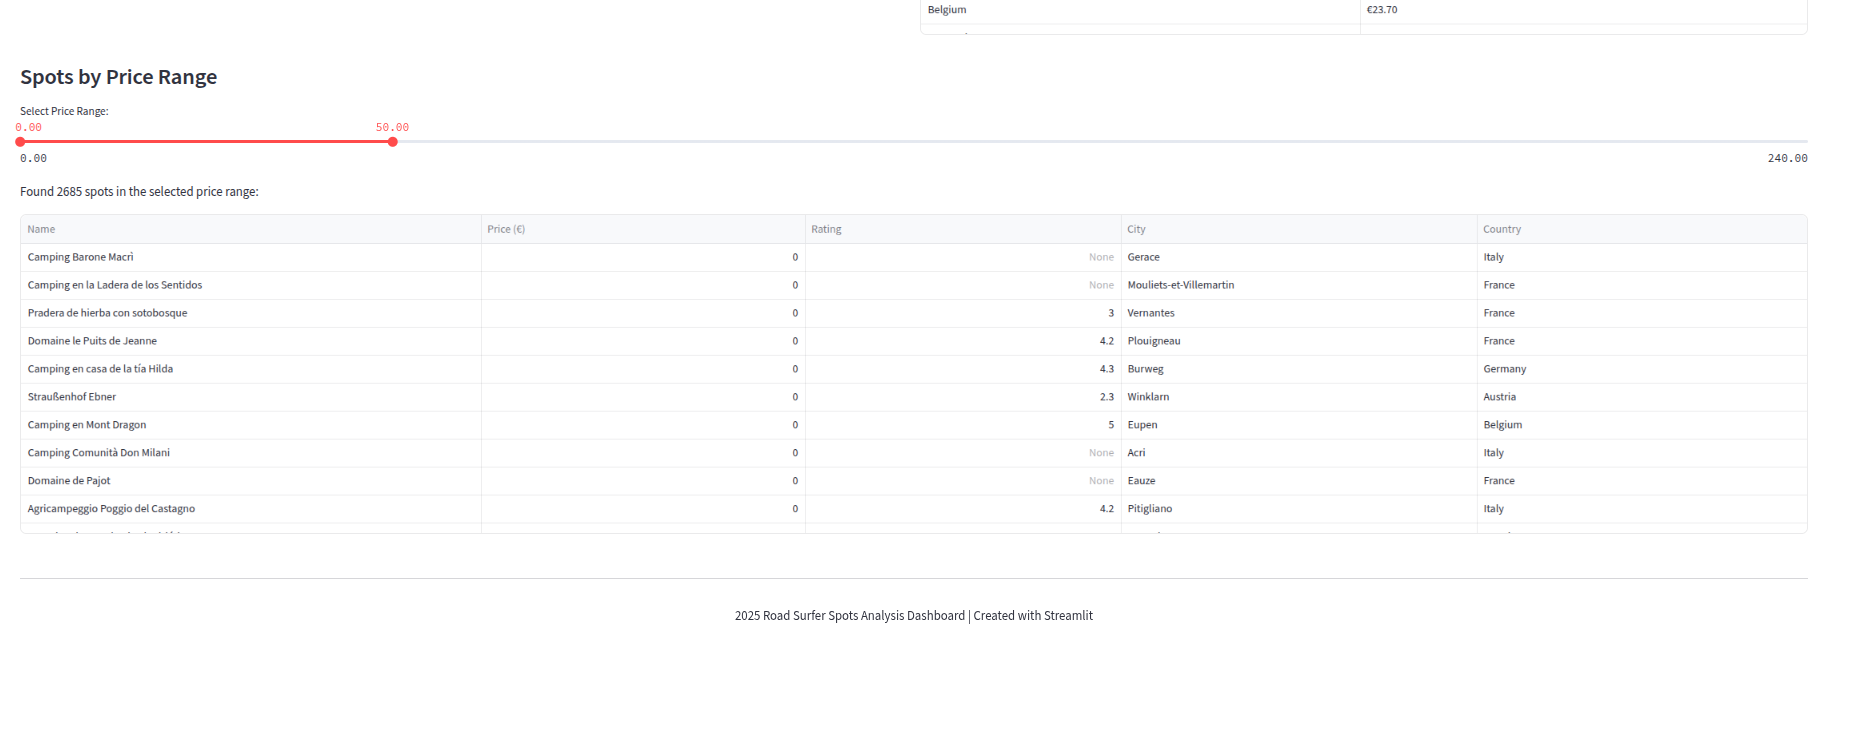 Belgium €23.70
Spots by Price Range
Select Price Range:
0.00 50.00
0.00 240.00
Found 2685 spots in the selected price range:
Name Price (€) Rating City Country
Camping Barone Macrì 0 None Gerace Italy
Camping en la Ladera de los Sentidos 0 None Mouliets-et-Villemartin France
Pradera de hierba con sotobosque 0 3 Vernantes France
Domaine le Puits de Jeanne 0 4.2 Plouigneau France
Camping en casa de la tía Hilda 0 4.3 Burweg Germany
Straußenhof Ebner 0 2.3 Winklarn Austria
Camping en Mont Dragon 0 5 Eupen Belgium
Camping Comunità Don Milani 0 None Acri Italy
Domaine de Pajot 0 None Eauze France
Agricampeggio Poggio del Castagno 0 4.2 Pitigliano Italy
2025 Road Surfer Spots Analysis Dashboard | Created with Streamlit